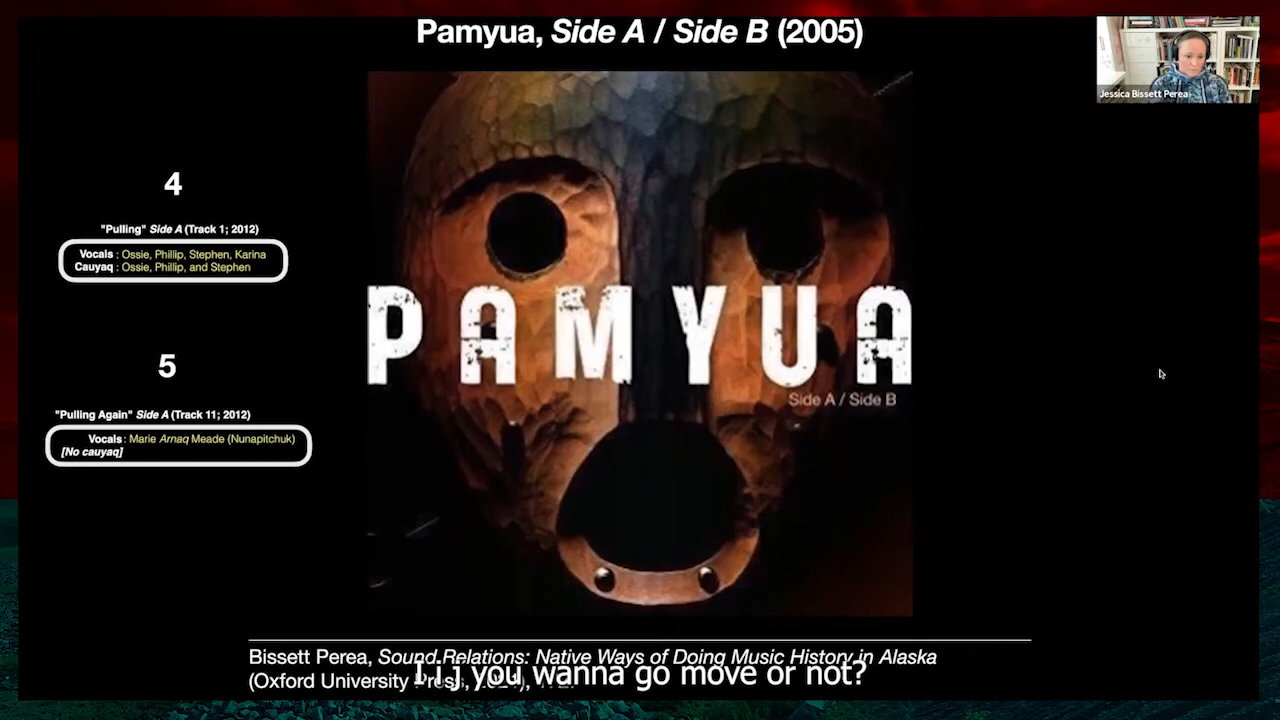 Pamyua, Side A / Side B (2005)
Jessica Bissett Perea
4
"Pulling" Side A (Track 1; 2012)
Vocals : Ossie, Phillip, Stephen, Karina
Cauyaq : Ossie, Phillip, and Stephen
PAMYUA
Side A / Side B
5
"Pulling Again" Side A (Track 11; 2012)
Vocals : Marie Arnaq Meade (Nunapitchuk)
[No cauyaq]
Bissett Perea, Sound Relations: Native Ways of Doing Music History in Alaska
(Oxford University Press,
you wanna go move or not?